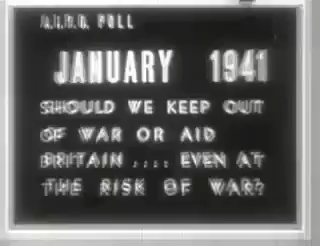 A.I.P.O. POLL
JANUARY 1941
SHOULD WE KEEP OUT
OF WAR OR AID
BRITAIN .... EVEN AT
THE RISK OF WAR?